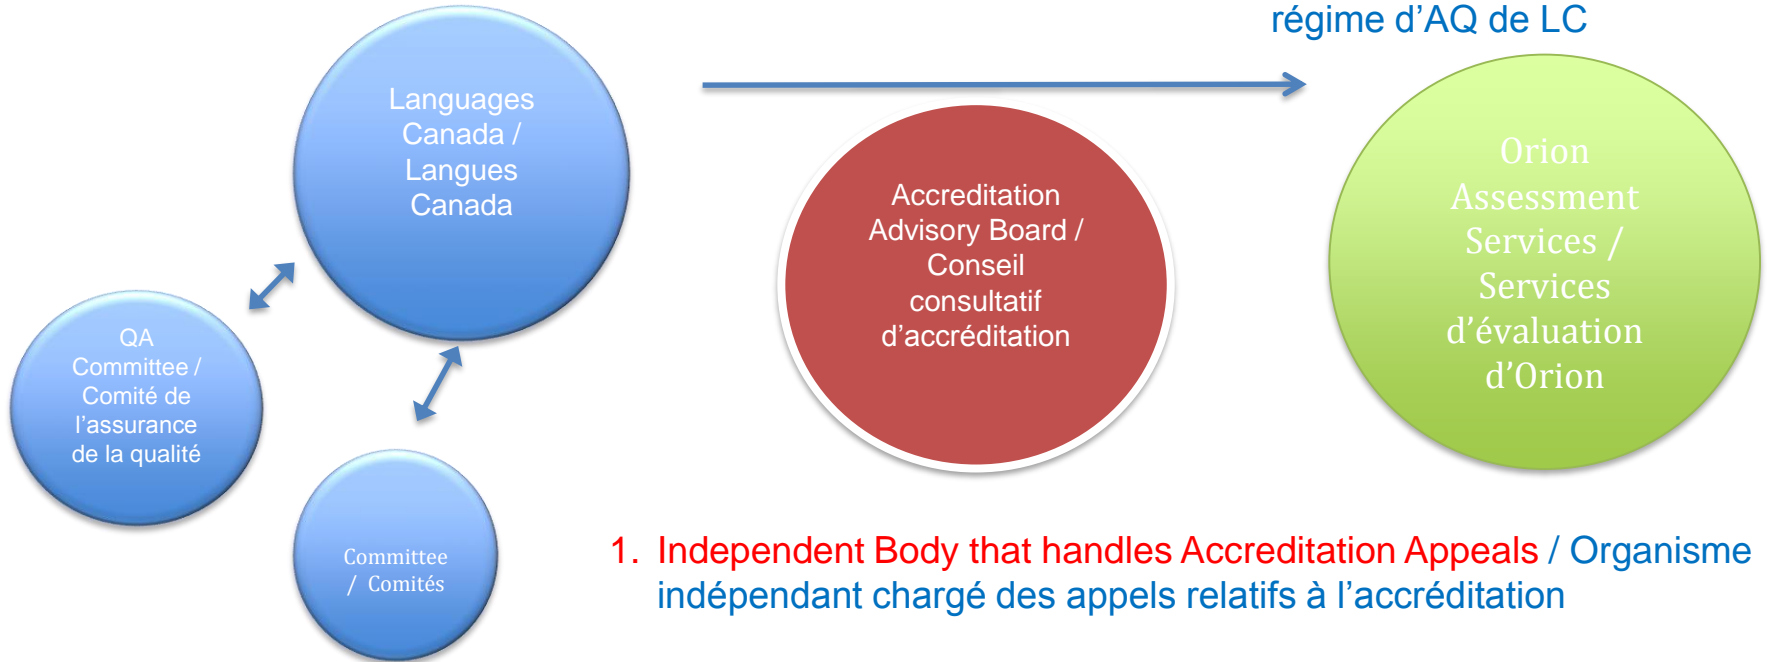 régime d’AQ de LC
Languages
Canada /
Langues
Canada
Accreditation
Advisory Board /
Conseil
consultatif
d’accréditation
Orion
Assessment
Services /
Services
d’évaluation
d’Orion
QA
Committee /
Comité de
l’assurance
de la qualité
Committee
/ Comités
1. Independent Body that handles Accreditation Appeals / Organisme
indépendant chargé des appels relatifs à l’accréditation